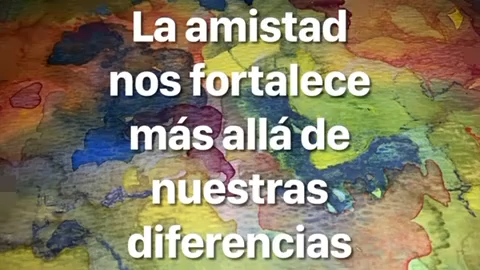 La amistad
nos fortalece
más allá de
nuestras
diferencias